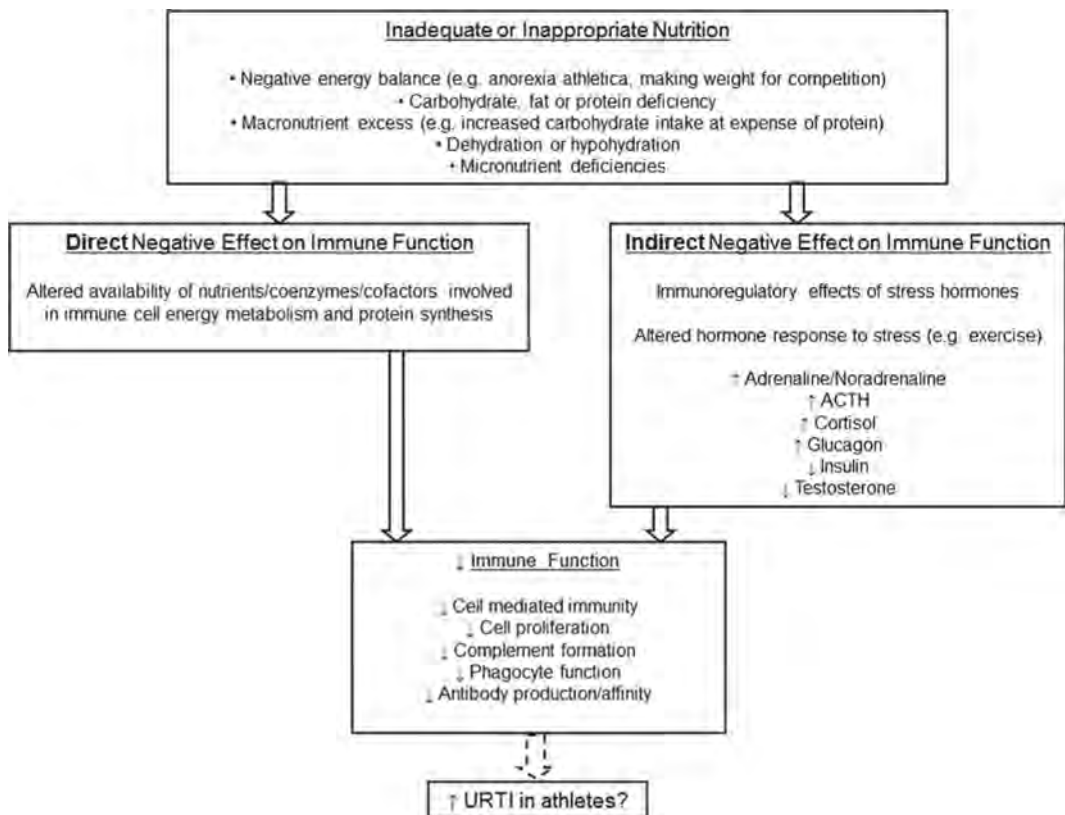 Inadequate or Inappropriate Nutrition
• Negative energy balance (e.g. anorexia athletica, making weight for competition)
• Carbohydrate, fat or protein deficiency
• Macronutrient excess (e.g. increased carbohydrate intake at expense of protein)
• Dehydration or hypohydration
• Micronutrient deficiencies
Direct Negative Effect on Immune Function
Altered availability of nutrients/coenzymes/cofactors involved
in immune cell energy metabolism and protein synthesis
Indirect Negative Effect on Immune Function
Immunoregulatory effects of stress hormones
Altered hormone response to stress (e.g. exercise)
↑ Adrenaline/Noradrenaline
↑ ACTH
↑ Cortisol
↑ Glucagon
↓ Insulin
↓ Testosterone
↓ Immune Function
↓ Cell mediated immunity
↓ Cell proliferation
↓ Complement formation
↓ Phagocyte function
↓ Antibody production/affinity
↑ URTI in athletes?